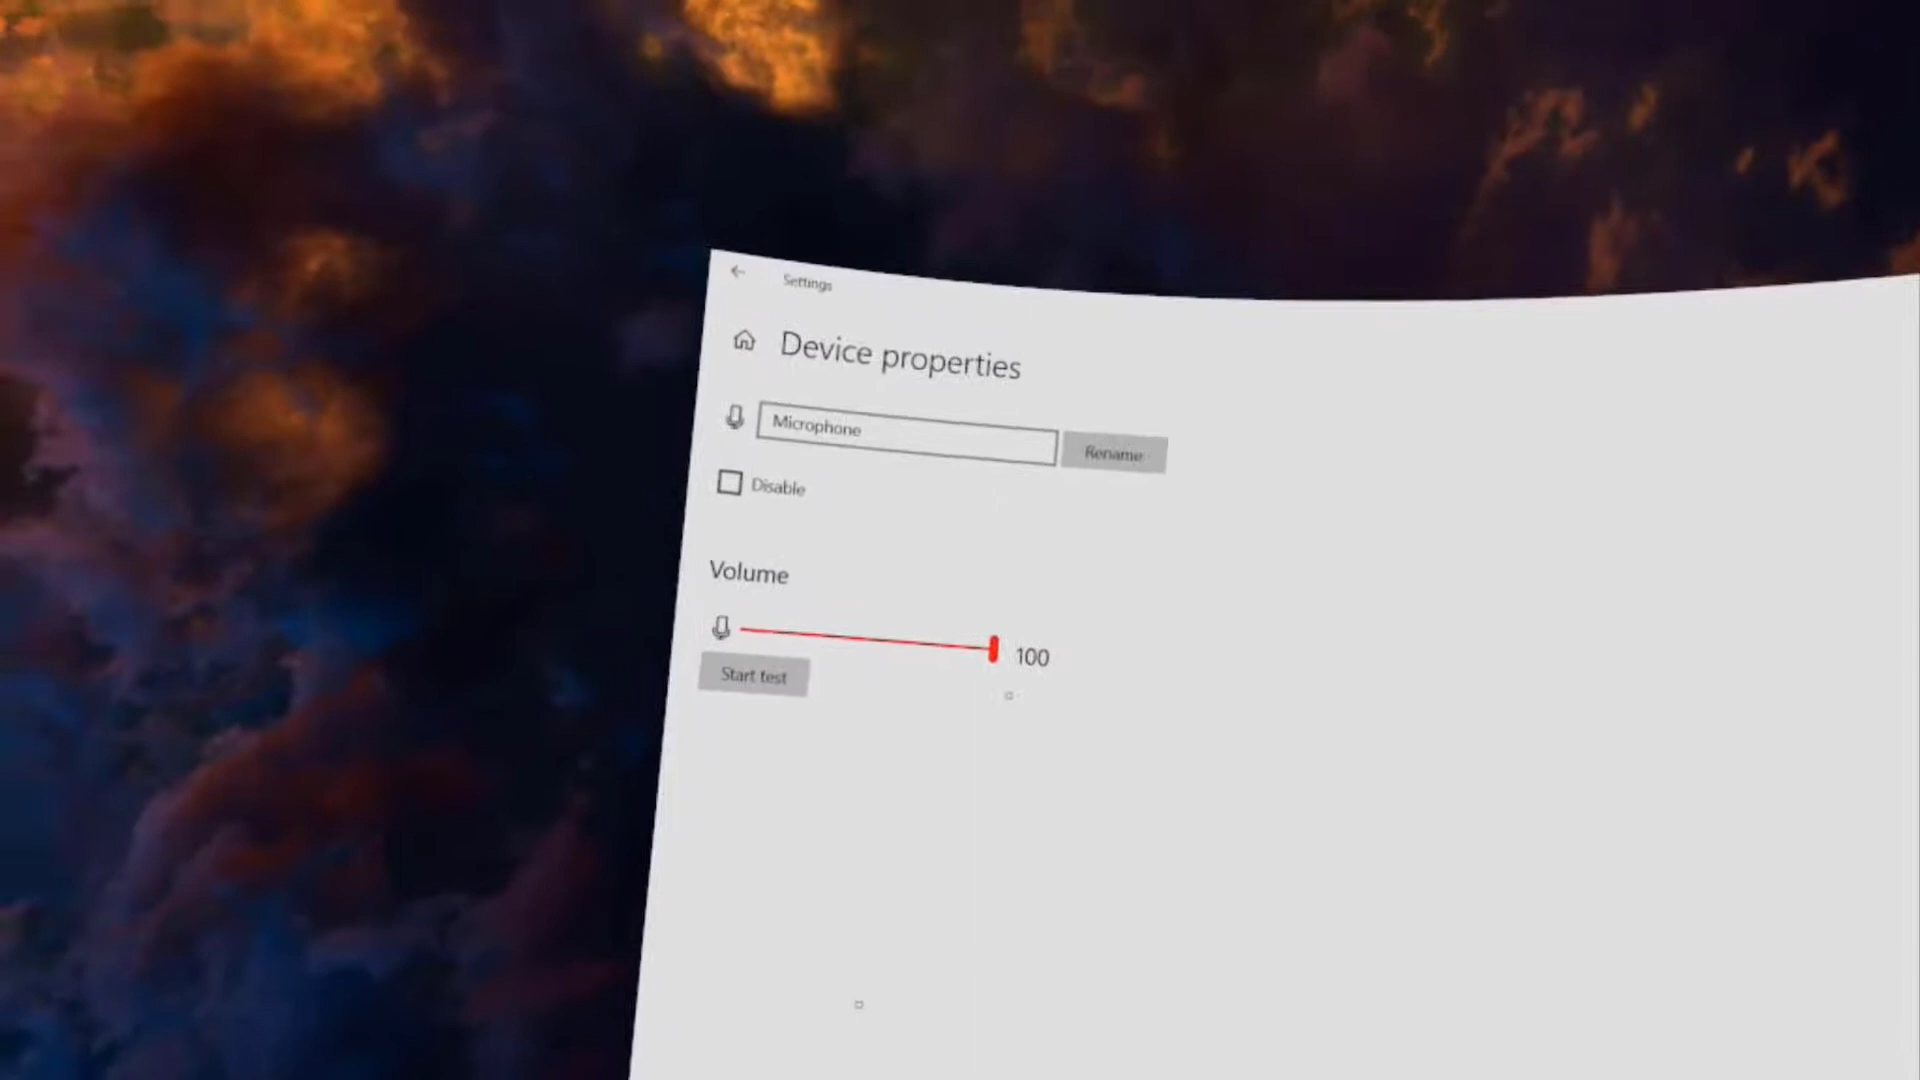 Settings
Device properties
Microphone
Rename
Disable
Volume
100
Start test